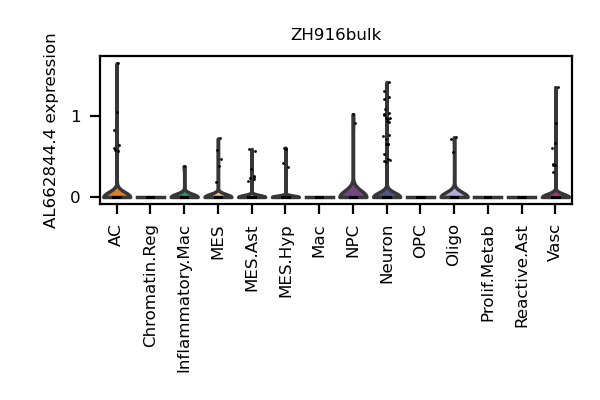 ZH916bulk
AL662844.4 expression
1
0
AC
Chromatin.Reg
Inflammatory.Mac
MES
MES.Ast
MES.Hyp
Mac
NPC
Neuron
OPC
Oligo
Prolif.Metab
Reactive.Ast
Vasc